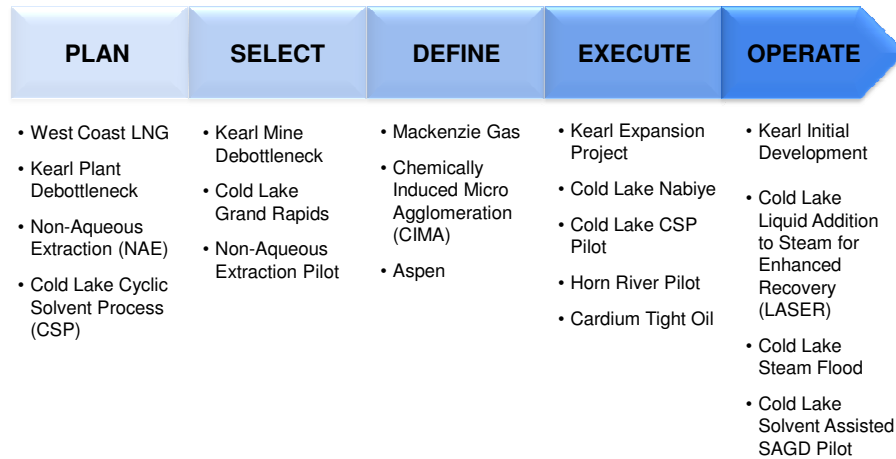 PLAN
SELECT
DEFINE
EXECUTE
OPERATE
• West Coast LNG
• Kearl Plant
Debottleneck
• Non-Aqueous
Extraction (NAE)
• Cold Lake Cyclic
Solvent Process
(CSP)
• Kearl Mine
Debottleneck
• Cold Lake
Grand Rapids
• Non-Aqueous
Extraction Pilot
• Mackenzie Gas
• Chemically
Induced Micro
Agglomeration
(CIMA)
• Aspen
• Kearl Expansion
Project
• Cold Lake Nabiye
• Cold Lake CSP
Pilot
• Horn River Pilot
• Cardium Tight Oil
• Kearl Initial
Development
• Cold Lake
Liquid Addition
to Steam for
Enhanced
Recovery
(LASER)
• Cold Lake
Steam Flood
• Cold Lake
Solvent Assisted
SAGD Pilot